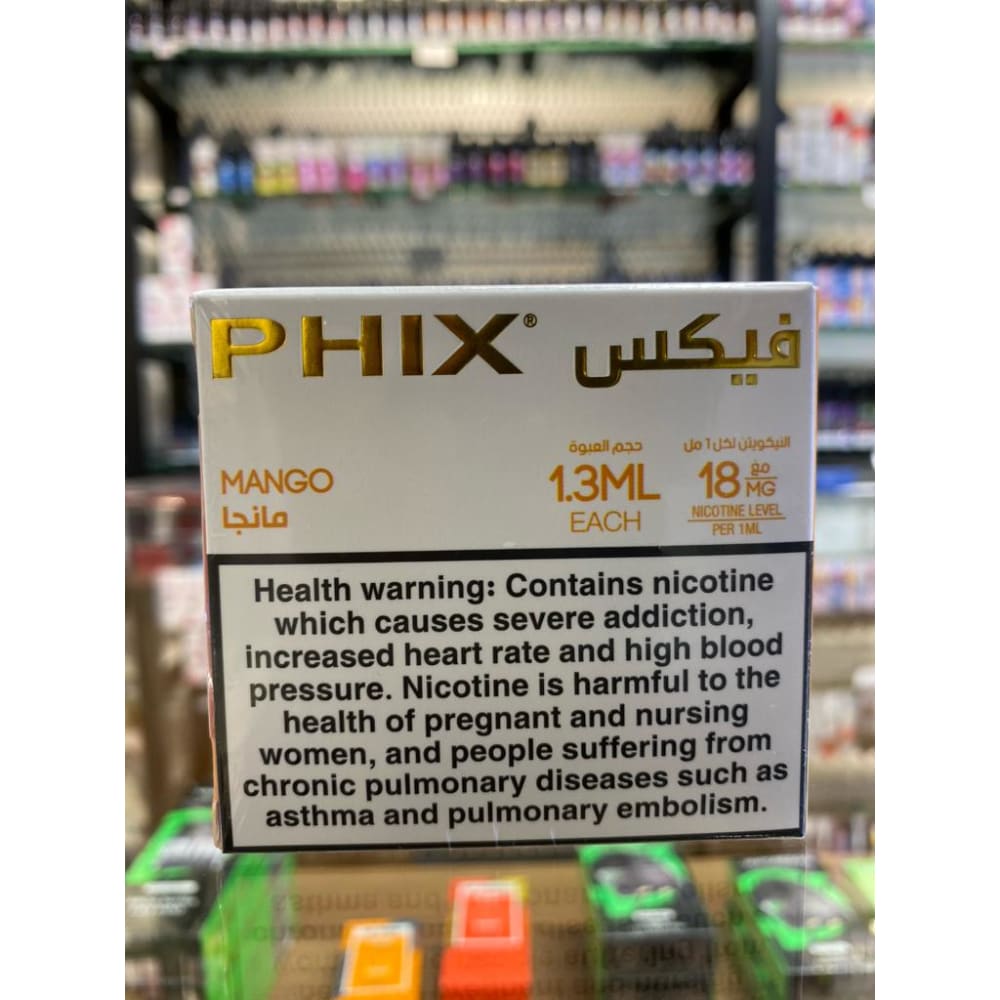 PHIX® فيكس
MANGO
مانجا
حجم العبوة
1.3ML
EACH
النيكوتين لكل 1 مل
18 مغ MG
NICOTINE LEVEL
PER 1ML
Health warning: Contains nicotine
which causes severe addiction,
increased heart rate and high blood
pressure. Nicotine is harmful to the
health of pregnant and nursing
women, and people suffering from
chronic pulmonary diseases such as
asthma and pulmonary embolism.